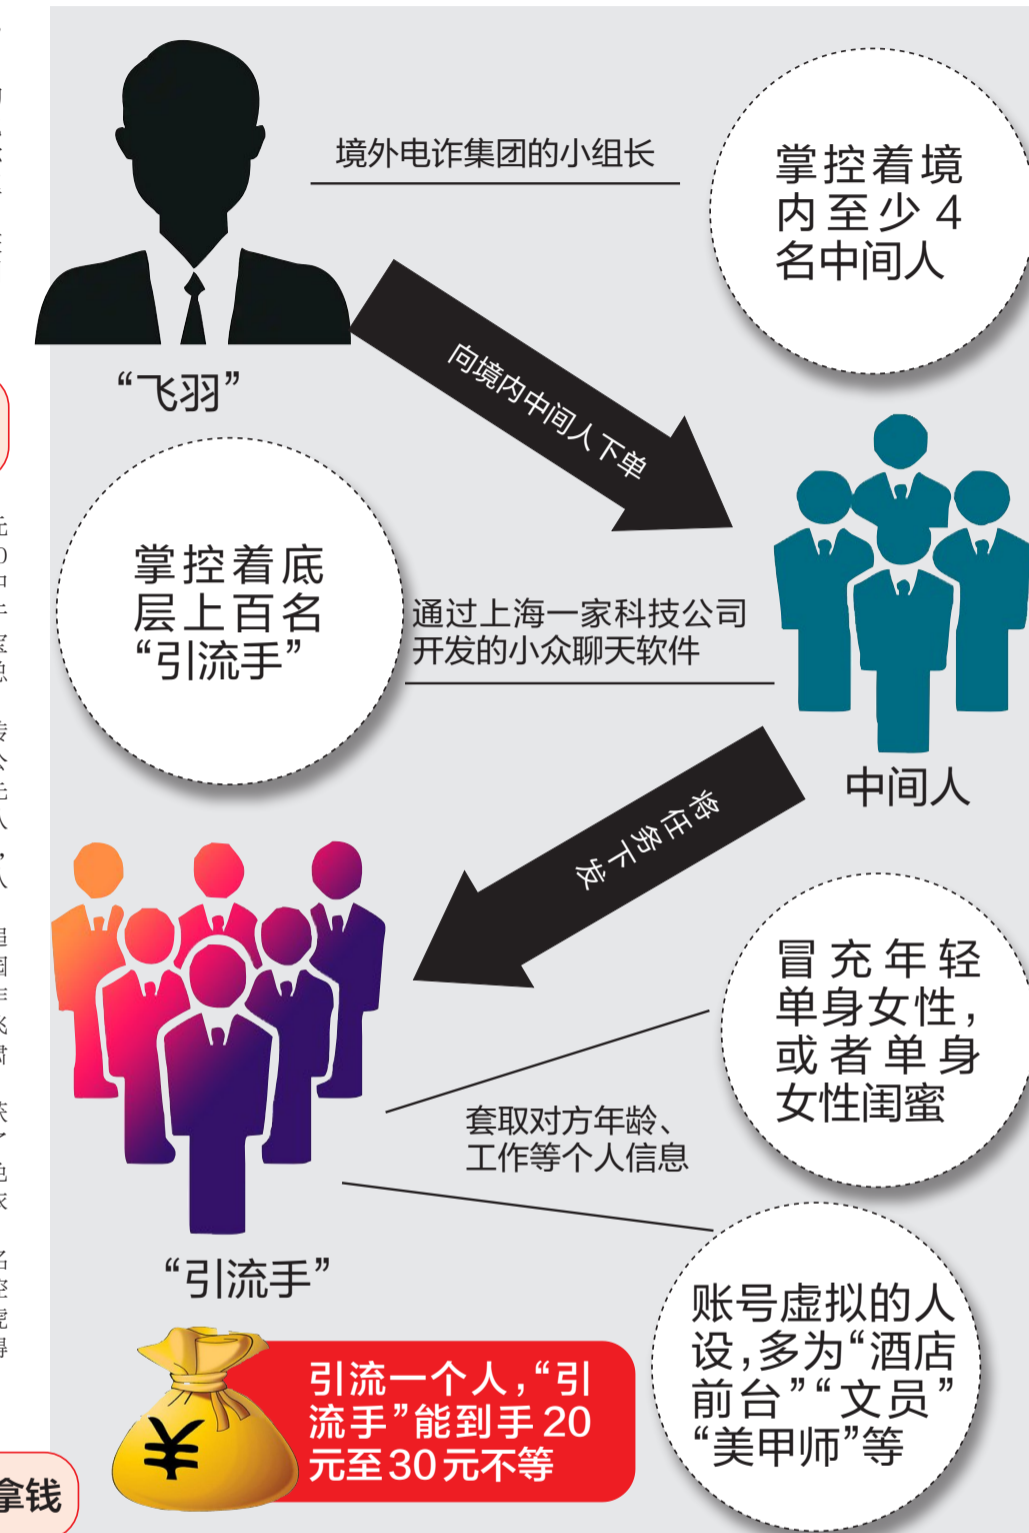 境外电诈集团的小组长
掌控着境
内至少 4
名中间人
“飞羽”
向境内中间人下单
掌控着底
层上百名
“引流手”
通过上海一家科技公司
开发的小众聊天软件
中间人
将任务下发
冒充年轻
单身女性，
或者单身
女性闺蜜
套取对方年龄、
工作等个人信息
“引流手”
账号虚拟的人
设，多为“酒店
前台”“文员”
“美甲师”等
引流一个人，“引
流手”能到手 20
元至 30 元不等
¥
拿钱